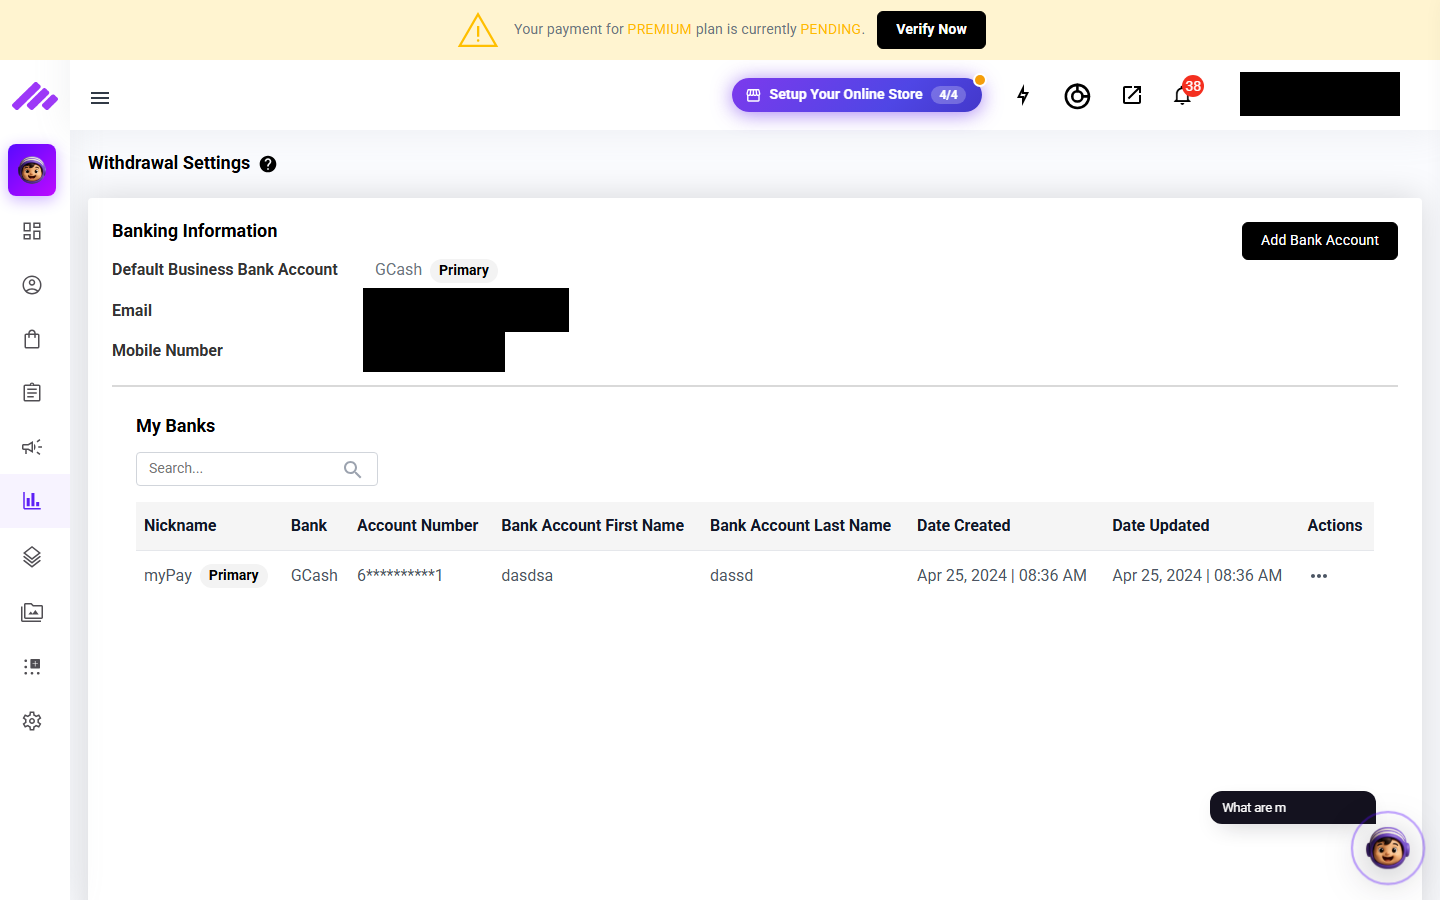 Your payment for PREMIUM plan is currently PENDING. Verify Now
Setup Your Online Store 4/4
38
Withdrawal Settings ?
Banking Information
Add Bank Account
Default Business Bank Account GCash Primary
Email
Mobile Number
My Banks
Search...
Nickname Bank Account Number Bank Account First Name Bank Account Last Name Date Created Date Updated Actions
myPay Primary GCash 6**********1 dasdsa dassd Apr 25, 2024 | 08:36 AM Apr 25, 2024 | 08:36 AM
What are m